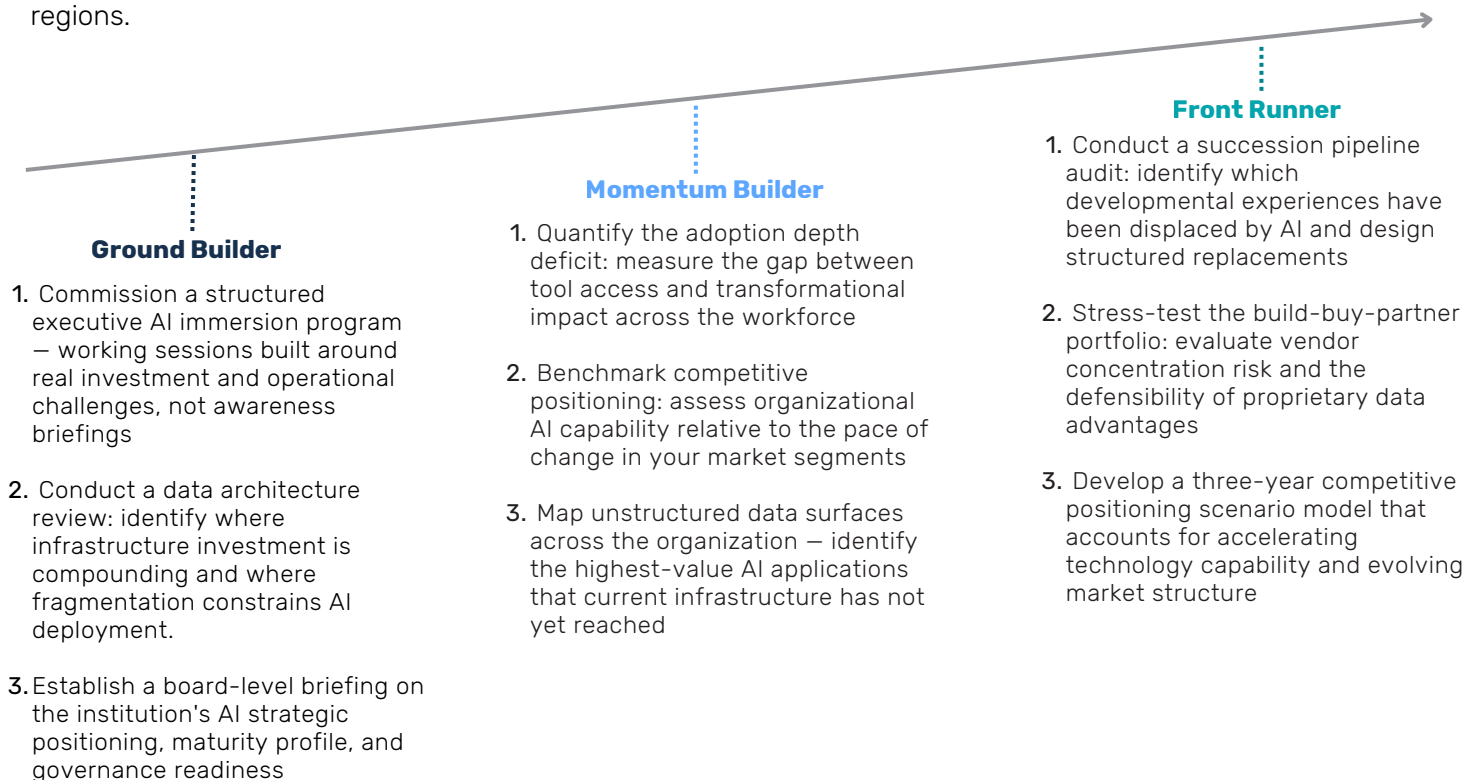 regions.
Ground Builder
1. Commission a structured
executive AI immersion program
— working sessions built around
real investment and operational
challenges, not awareness
briefings
2. Conduct a data architecture
review: identify where
infrastructure investment is
compounding and where
fragmentation constrains AI
deployment.
3. Establish a board-level briefing on
the institution's AI strategic
positioning, maturity profile, and
governance readiness
Momentum Builder
1. Quantify the adoption depth
deficit: measure the gap between
tool access and transformational
impact across the workforce
2. Benchmark competitive
positioning: assess organizational
AI capability relative to the pace of
change in your market segments
3. Map unstructured data surfaces
across the organization — identify
the highest-value AI applications
that current infrastructure has not
yet reached
Front Runner
1. Conduct a succession pipeline
audit: identify which
developmental experiences have
been displaced by AI and design
structured replacements
2. Stress-test the build-buy-partner
portfolio: evaluate vendor
concentration risk and the
defensibility of proprietary data
advantages
3. Develop a three-year competitive
positioning scenario model that
accounts for accelerating
technology capability and evolving
market structure